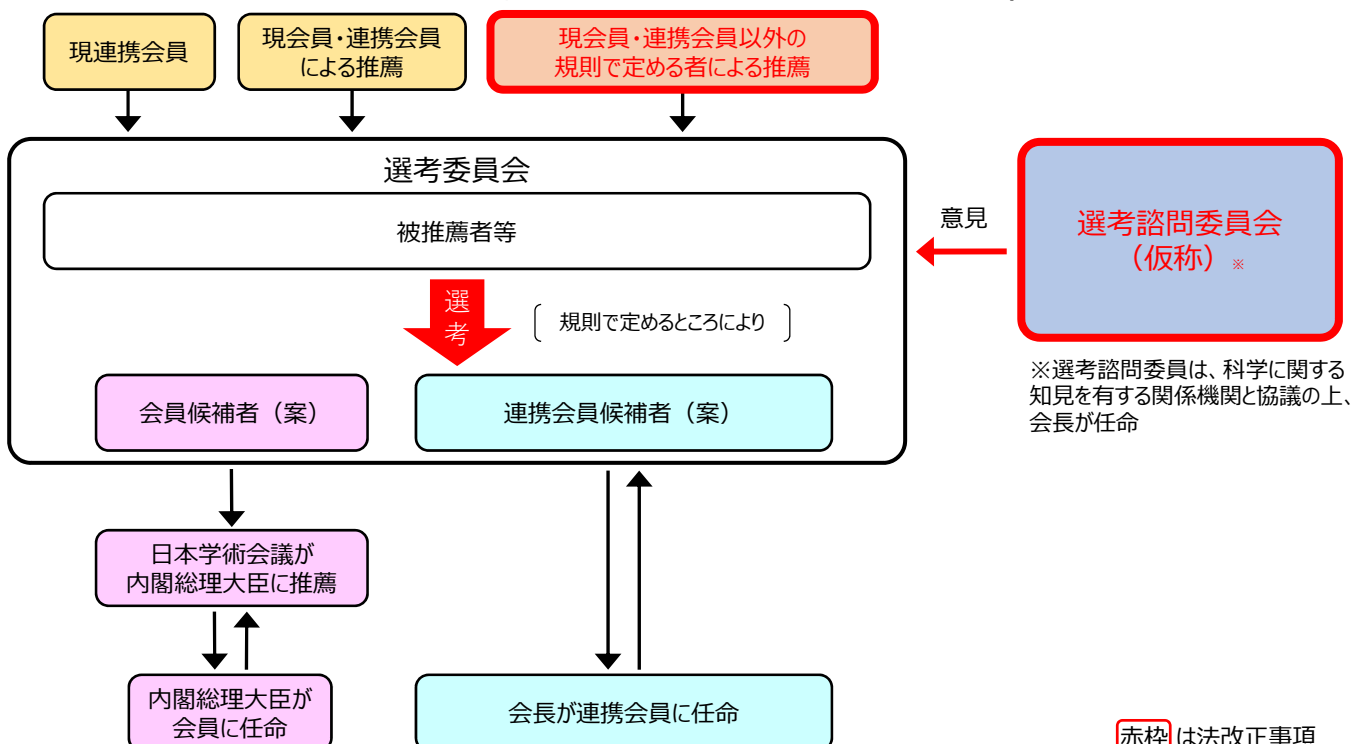 現連携会員
現会員・連携会員
による推薦
現会員・連携会員以外の
規則で定める者による推薦
選考委員会
被推薦者等
意見
選考諮問委員会
（仮称）※
選
考
規則で定めるところにより
※選考諮問委員は、科学に関する
知見を有する関係機関と協議の上、
会長が任命
会員候補者（案）
連携会員候補者（案）
日本学術会議が
内閣総理大臣に推薦
内閣総理大臣が
会員に任命
会長が連携会員に任命
赤枠は法改正事項